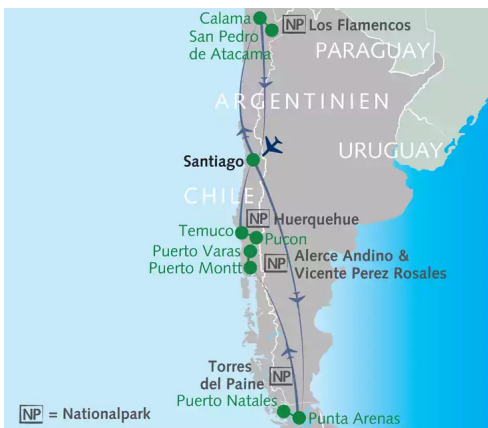 Calama
NP Los Flamencos
San Pedro
de Atacama
PARAGUAY
ARGENTINIEN
URUGUAY
Santiago
CHILE
NP Huerquehue
Temuco
Pucon
Puerto Varas
Puerto Montt
NP Alerce Andino &
Vicente Perez Rosales
Torres
del Paine
NP
Puerto Natales
Punta Arenas
NP = Nationalpark